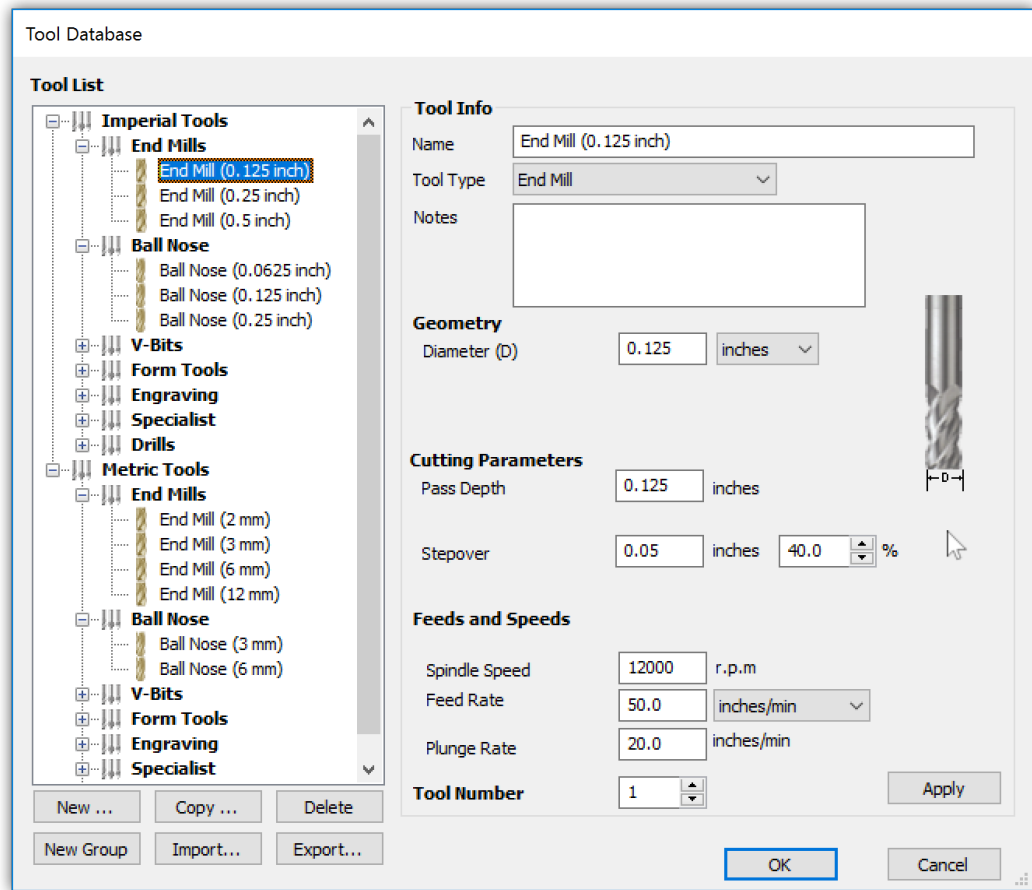 Tool Database
Tool List
Imperial Tools
End Mills
End Mill (0.125 inch)
End Mill (0.25 inch)
End Mill (0.5 inch)
Ball Nose
Ball Nose (0.0625 inch)
Ball Nose (0.125 inch)
Ball Nose (0.25 inch)
V-Bits
Form Tools
Engraving
Specialist
Drills
Metric Tools
End Mills
End Mill (2 mm)
End Mill (3 mm)
End Mill (6 mm)
End Mill (12 mm)
Ball Nose
Ball Nose (3 mm)
Ball Nose (6 mm)
V-Bits
Form Tools
Engraving
Specialist
New ... Copy ... Delete
New Group Import... Export...
Tool Info
Name End Mill (0.125 inch)
Tool Type End Mill
Notes
Geometry
Diameter (D) 0.125 inches
D
Cutting Parameters
Pass Depth 0.125 inches
Stepover 0.05 inches 40.0 %
Feeds and Speeds
Spindle Speed 12000 r.p.m
Feed Rate 50.0 inches/min
Plunge Rate 20.0 inches/min
Tool Number 1
Apply
OK Cancel